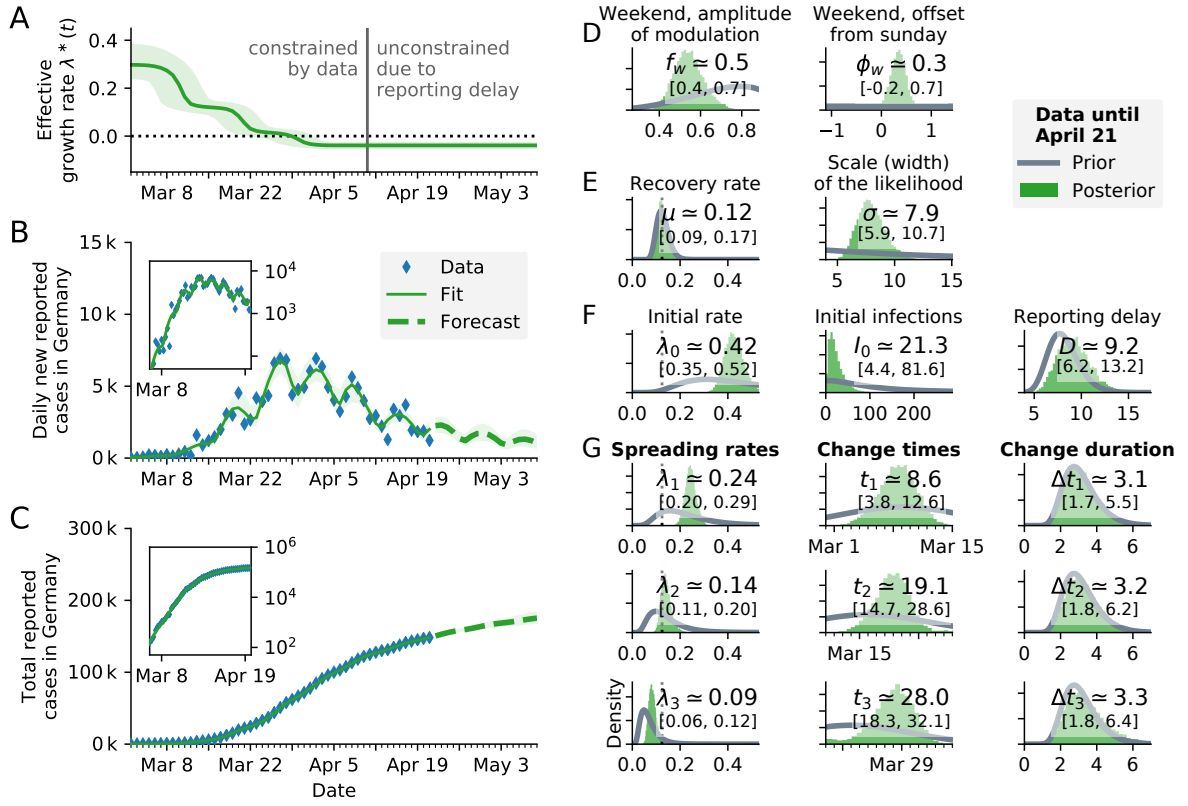 A
Effective
growth rate λ * (t)
0.4
0.2
0.0
constrained
by data
unconstrained
due to
reporting delay
Mar 8
Mar 22
Apr 5
Apr 19
May 3
B
Daily new reported
cases in Germany
15 k
10 k
5 k
0 k
10⁴
10³
Mar 8
Data
Fit
Forecast
Mar 8
Mar 22
Apr 5
Apr 19
May 3
C
Total reported
cases in Germany
300 k
200 k
100 k
0 k
10⁶
10⁴
10²
Mar 8
Apr 19
Mar 8
Mar 22
Apr 5
Apr 19
May 3
Date
D
Weekend, amplitude
of modulation
f_w ≃ 0.5
[0.4, 0.7]
0.4 0.6 0.8
Weekend, offset
from sunday
ϕ_w ≃ 0.3
[-0.2, 0.7]
−1 0 1
Data until
April 21
Prior
Posterior
E
Recovery rate
μ ≃ 0.12
[0.09, 0.17]
0.0 0.2 0.4
Scale (width)
of the likelihood
σ ≃ 7.9
[5.9, 10.7]
5 10 15
F
Initial rate
λ₀ ≃ 0.42
[0.35, 0.52]
0.0 0.2 0.4
Initial infections
I₀ ≃ 21.3
[4.4, 81.6]
0 100 200
Reporting delay
D ≃ 9.2
[6.2, 13.2]
5 10 15
G
Spreading rates
λ₁ ≃ 0.24
[0.20, 0.29]
0.0 0.2 0.4
Change times
t₁ ≃ 8.6
[3.8, 12.6]
Mar 1 Mar 15
Change duration
Δt₁ ≃ 3.1
[1.7, 5.5]
0 2 4 6
λ₂ ≃ 0.14
[0.11, 0.20]
0.0 0.2 0.4
t₂ ≃ 19.1
[14.7, 28.6]
Mar 15
Δt₂ ≃ 3.2
[1.8, 6.2]
0 2 4 6
Density
λ₃ ≃ 0.09
[0.06, 0.12]
0.0 0.2 0.4
t₃ ≃ 28.0
[18.3, 32.1]
Mar 29
Δt₃ ≃ 3.3
[1.8, 6.4]
0 2 4 6